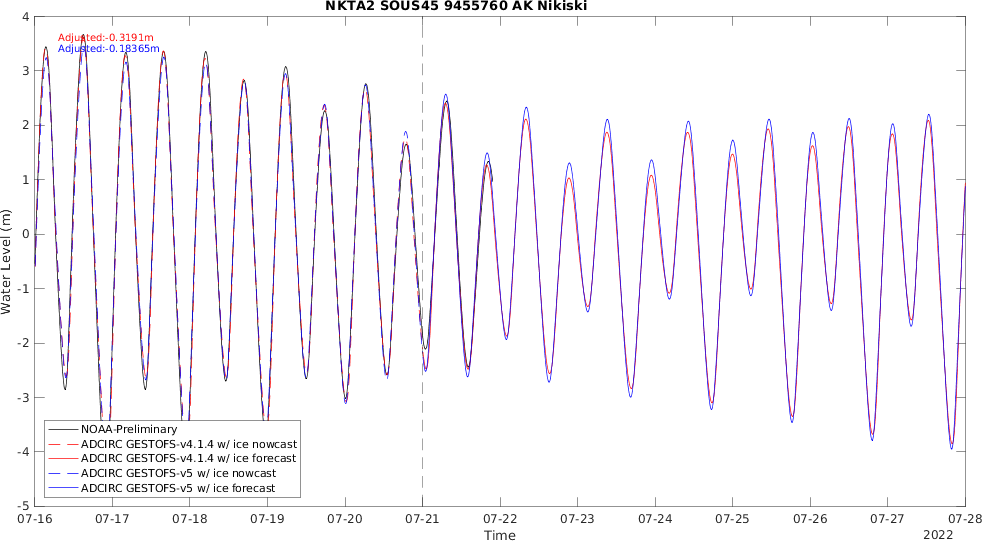 NKTA2 SOUS45 9455760 AK Nikiski
Adjusted:-0.3191m
Adjusted:-0.18365m
Water Level (m)
4
3
2
1
0
-1
-2
-3
-4
-5
NOAA-Preliminary
ADCIRC GESTOFS-v4.1.4 w/ ice nowcast
ADCIRC GESTOFS-v4.1.4 w/ ice forecast
ADCIRC GESTOFS-v5 w/ ice nowcast
ADCIRC GESTOFS-v5 w/ ice forecast
07-16 07-17 07-18 07-19 07-20 07-21 07-22 07-23 07-24 07-25 07-26 07-27 07-28
Time
2022